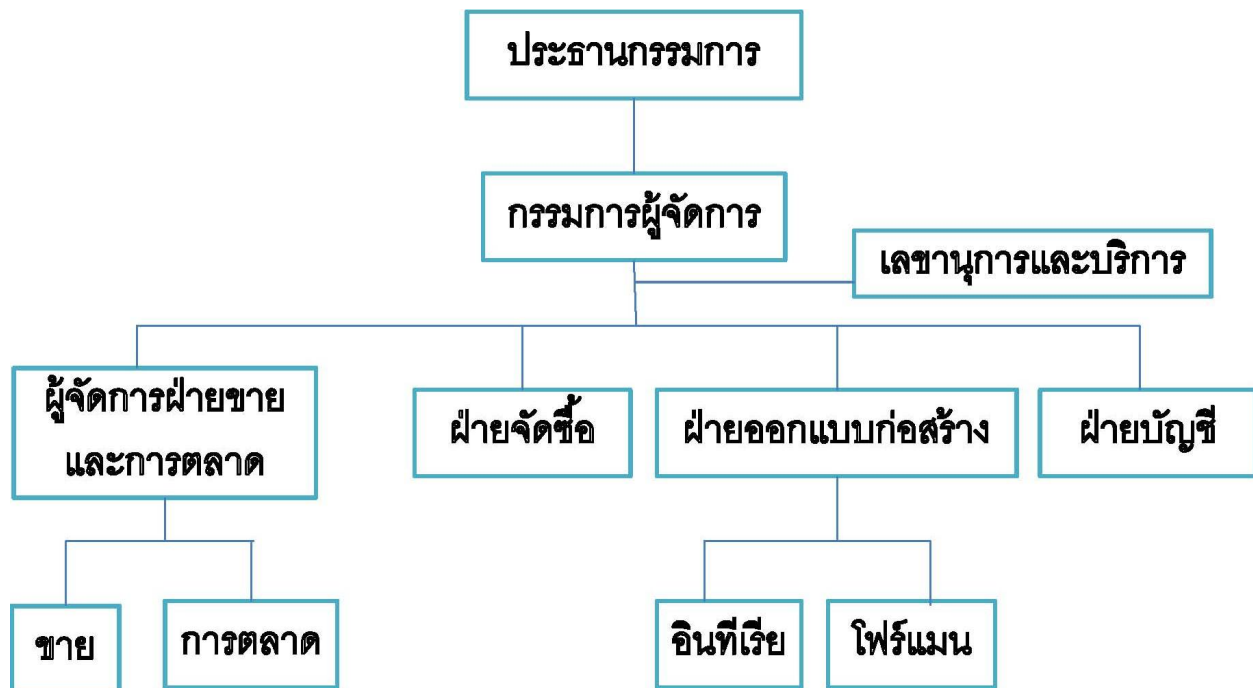 ประธานกรรมการ
กรรมการผู้จัดการ
เลขานุการและบริการ
ผู้จัดการฝ่ายขาย
และการตลาด
ฝ่ายจัดซื้อ
ฝ่ายออกแบบก่อสร้าง
ฝ่ายบัญชี
ขาย
การตลาด
อินทีเรีย
โฟร์แมน